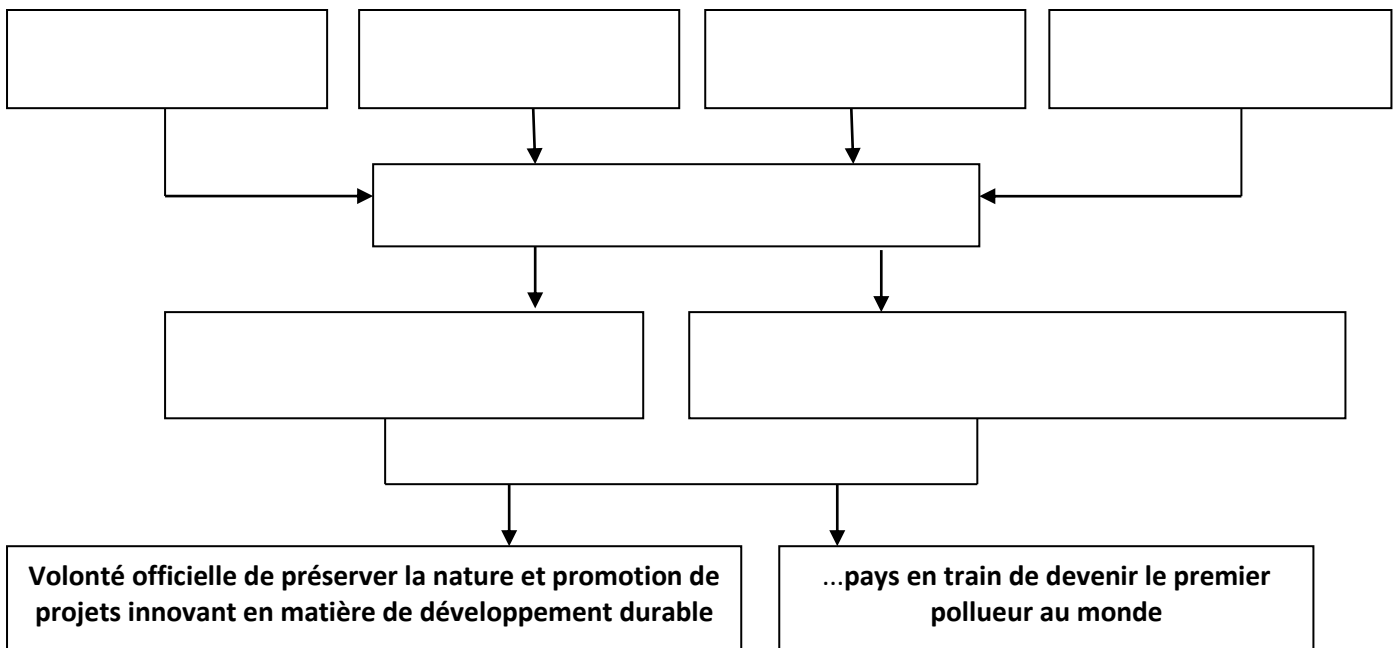 Volonté officielle de préserver la nature et promotion de
projets innovant en matière de développement durable
...pays en train de devenir le premier
pollueur au monde